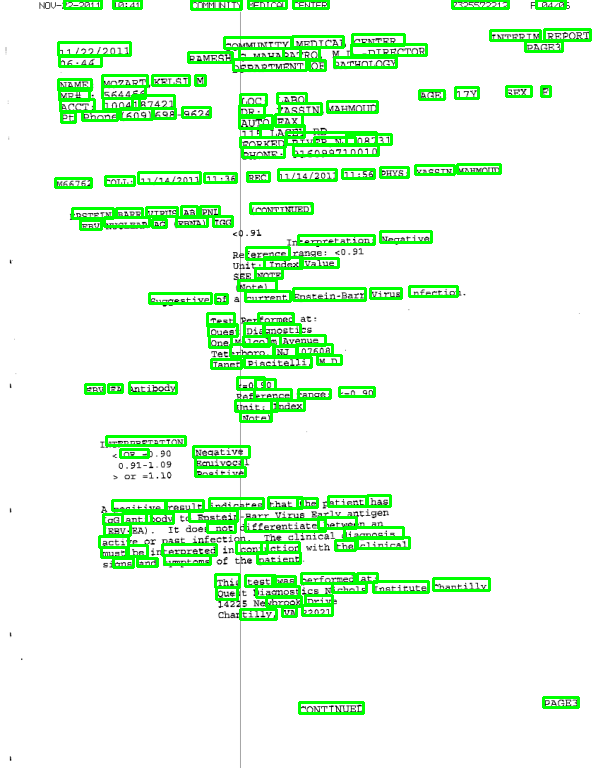 NOV-22-2011 10:41 COMMUNITY MEDICAL CENTER 7325572212 P.04/06
INTERIM REPORT
PAGE3
COMMUNITY MEDICAL CENTER
11/22/2011 RAMESH MAHAPATRO, M.D. DIRECTOR
06:44 DEPARTMENT OF PATHOLOGY
NAME: MOZART,KELSI M
MR#: 564466 LOC: LABO AGE: 17Y SEX: F
ACCT: 1004187421 DR: YASSIN, MAHMOUD
Pt Phone (609)698-9624 AUTO FAX
115 LACEY RD
FORKED RIVER NJ 08731
PHONE: 916099710010
M66762 COLL: 11/14/2011 11:36 REC: 11/14/2011 11:56 PHYS: YASSIN, MAHMOUD
EPSTEIN BARR VIRUS AB PNL (CONTINUED)
EBV NUCLEAR AG (EBNA) IGG
<0.91
Interpretation: Negative
Reference range: <0.91
Unit: Index Value
SEE NOTE
(Note)
Suggestive of a current Epstein-Barr Virus infection.
Test Performed at:
Quest Diagnostics
One Malcolm Avenue
Teterboro, NJ 07608
Janet Piscitelli, M.D.
EBV EA Antibody <=0.90
Reference range: <=0.90
Unit: Index
(Note)
INTERPRETATION
< OR =0.90 Negative
0.91-1.09 Equivocal
> or =1.10 Positive
A positive result indicates that the patient has
IgG antibody to Epstein-Barr Virus Early antigen
(EBV-EA). It does not differentiate between an
active or past infection. The clinical diagnosis
must be interpreted in conjunction with the clinical
signs and symptoms of the patient.
This test was performed at:
Quest Diagnostics Nichols Institute Chantilly
14225 Newbrook Drive
Chantilly, VA 20021
CONTINUED PAGE3